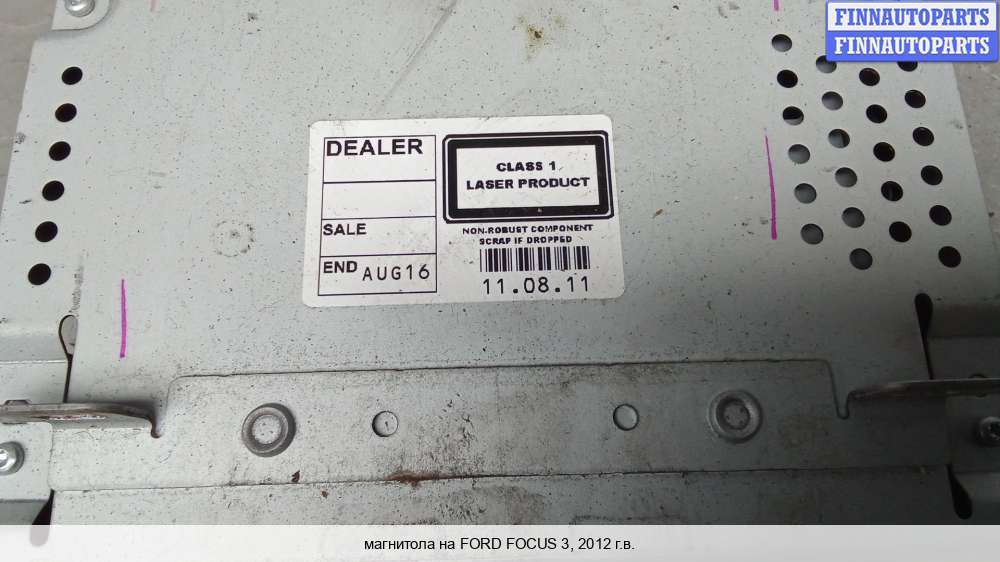 FINNAUTOPARTS
FINNAUTOPARTS
DEALER
SALE
END AUG16
CLASS 1
LASER PRODUCT
NON-ROBUST COMPONENT
SCRAP IF DROPPED
11.08.11
магнитола на FORD FOCUS 3, 2012 г.в.